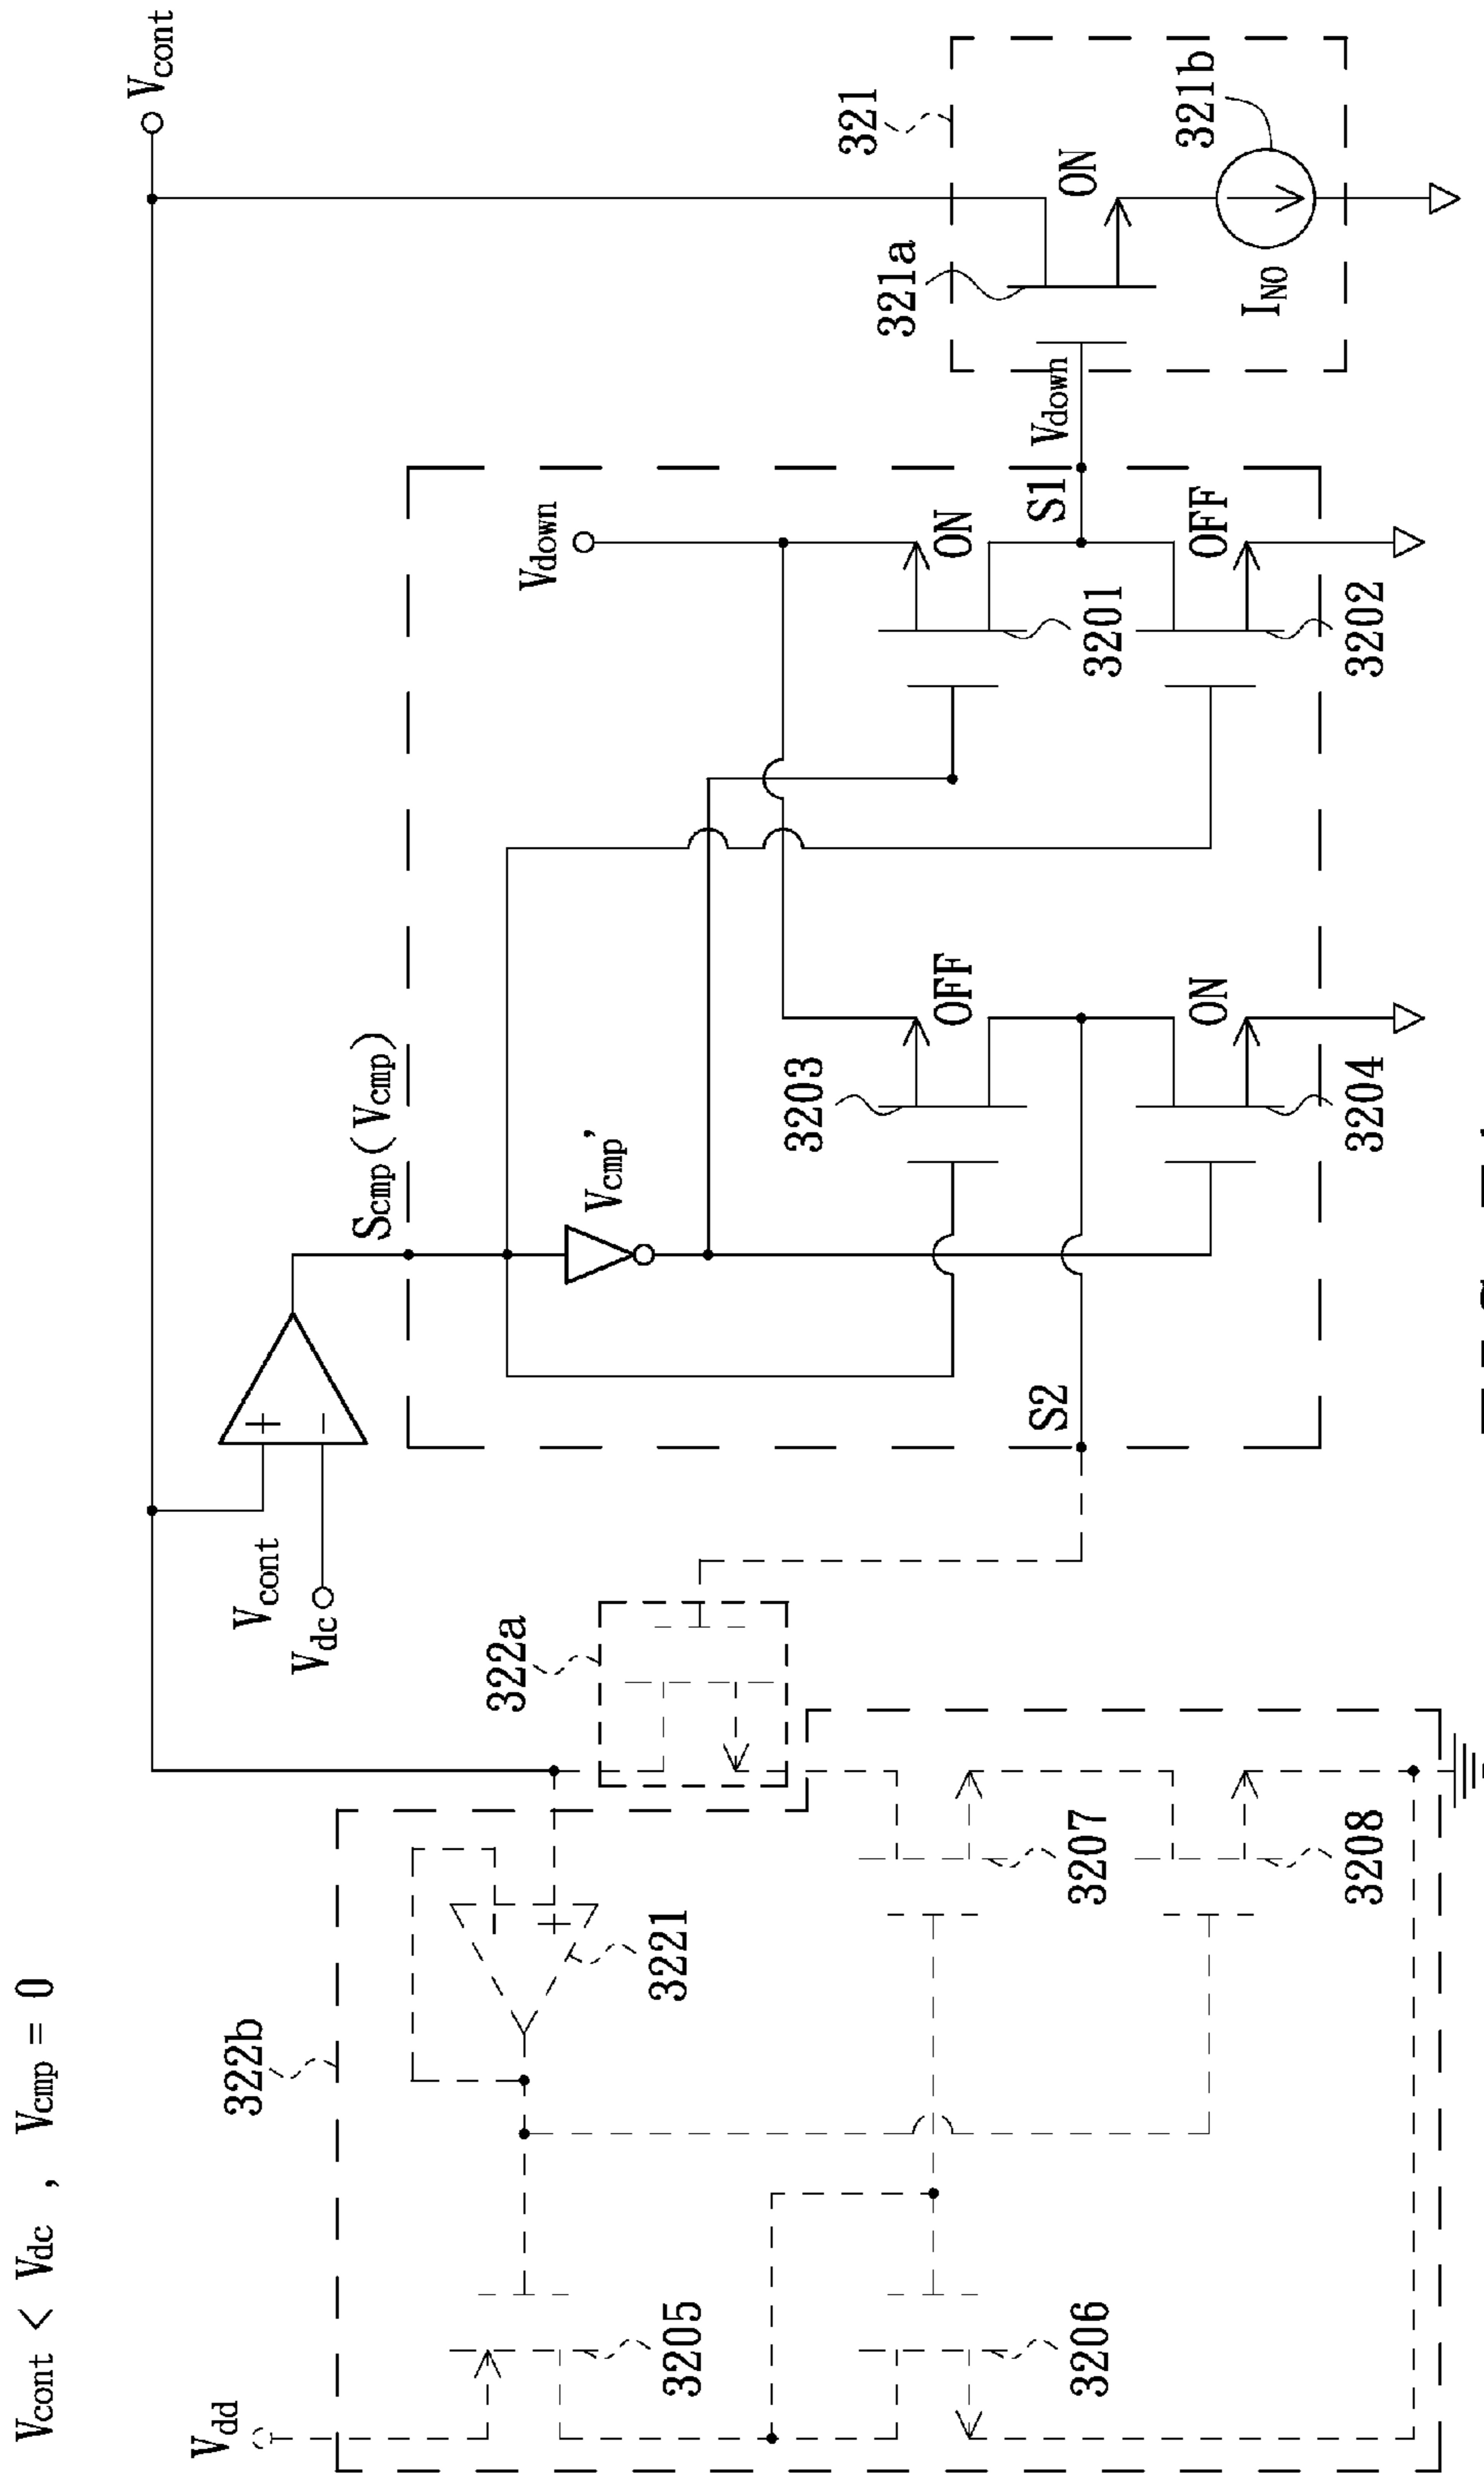 Vcont < Vdc , Vcmp = 0
Vcont
Vdd
322b
3221
3205
3206
3207
3208
322a
Vcont
Vdc
+
-
-
+
Scmp(Vcmp)
Vcmp'
S2
3203
OFF
3204
ON
Vdown
ON
3201
S1
OFF
3202
Vdown
321
321a
ON
321b
INO